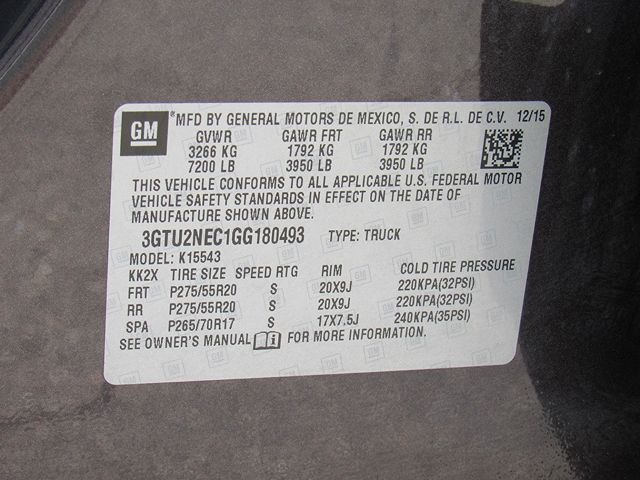 GM ®MFD BY GENERAL MOTORS DE MEXICO, S. DE R.L. DE C.V. 12/15
GVWR GAWR FRT GAWR RR
3266 KG 1792 KG 1792 KG
7200 LB 3950 LB 3950 LB
THIS VEHICLE CONFORMS TO ALL APPLICABLE U.S. FEDERAL MOTOR
VEHICLE SAFETY STANDARDS IN EFFECT ON THE DATE OF
MANUFACTURE SHOWN ABOVE.
3GTU2NEC1GG180493 TYPE: TRUCK
MODEL: K15543
KK2X TIRE SIZE SPEED RTG RIM COLD TIRE PRESSURE
FRT P275/55R20 S 20X9J 220KPA(32PSI)
RR P275/55R20 S 20X9J 220KPA(32PSI)
SPA P265/70R17 S 17X7.5J 240KPA(35PSI)
SEE OWNER'S MANUAL i FOR MORE INFORMATION.